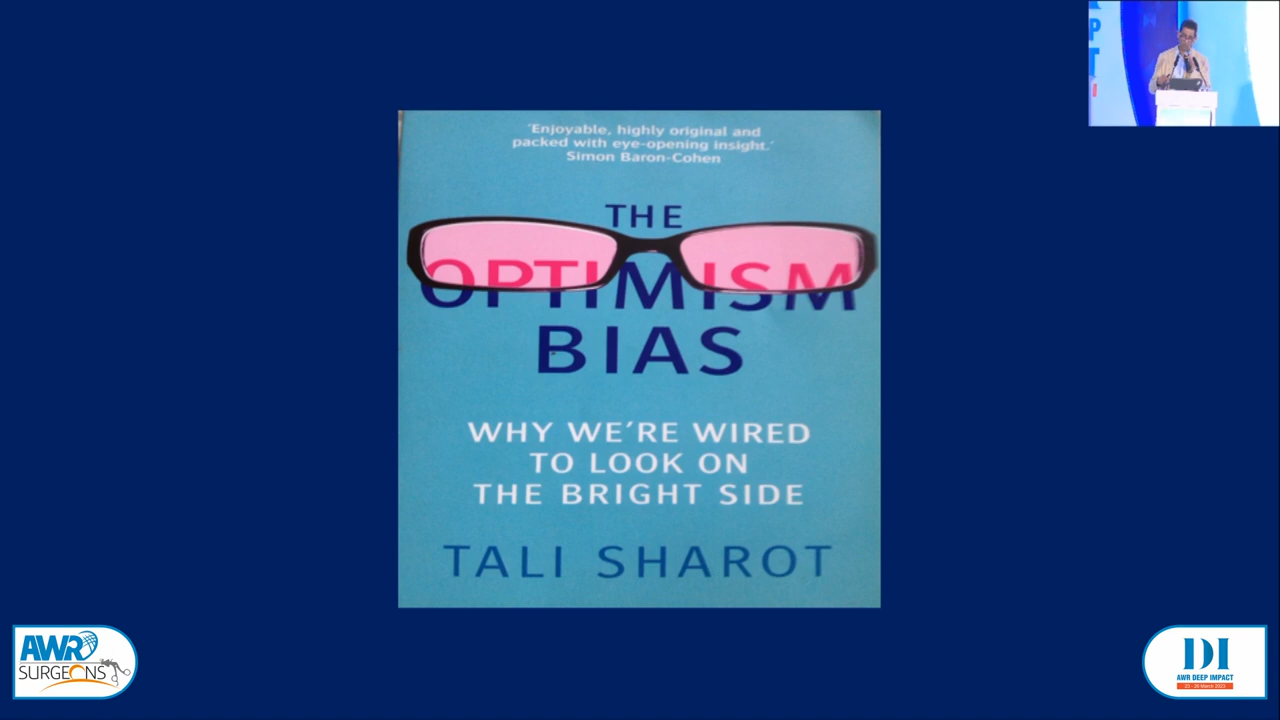 'Enjoyable, highly original and
packed with eye-opening insight.'
Simon Baron-Cohen
THE
OPTIMISM
BIAS
WHY WE'RE WIRED
TO LOOK ON
THE BRIGHT SIDE
TALI SHAROT
AWR
SURGEONS
DI
AWR DEEP IMPACT
P
T
I